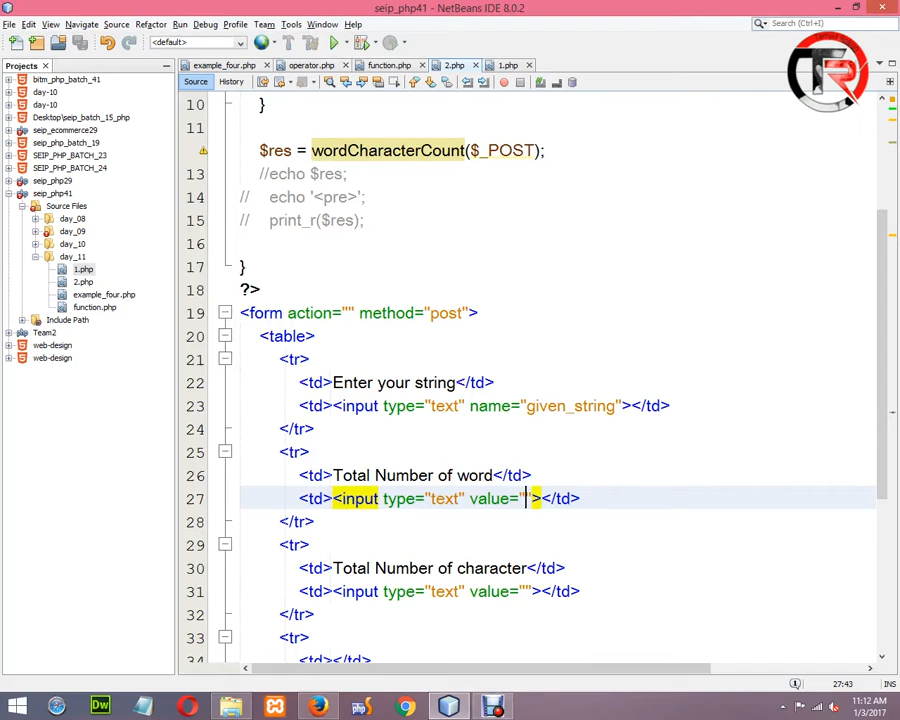 seip_php41 - NetBeans IDE 8.0.2
File Edit View Navigate Source Refactor Run Debug Profile Team Tools Window Help
Search (Ctrl+I)
<default>
Projects
example_four.php operator.php function.php 2.php 1.php
Source History
bitm_php_batch_41
day-10
day-10
Desktop\seip_batch_15_php
seip_ecommerce29
seip_php_batch_19
SEIP_PHP_BATCH_23
SEIP_PHP_BATCH_24
seip_php29
seip_php41
Source Files
day_08
day_09
day_10
day_11
1.php
2.php
example_four.php
function.php
Include Path
Team2
web-design
web-design
10 }
11
$res = wordCharacterCount($_POST);
13 //echo $res;
14 // echo '<pre>';
15 // print_r($res);
16
17 }
18 ?>
19 <form action="" method="post">
20 <table>
21 <tr>
22 <td>Enter your string</td>
23 <td><input type="text" name="given_string"></td>
24 </tr>
25 <tr>
26 <td>Total Number of word</td>
27 <td><input type="text" value=""></td>
28 </tr>
29 <tr>
30 <td>Total Number of character</td>
31 <td><input type="text" value=""></td>
32 </tr>
33 <tr>
34 <td></td>
27:43 INS
11:12 AM
1/3/2017
TR